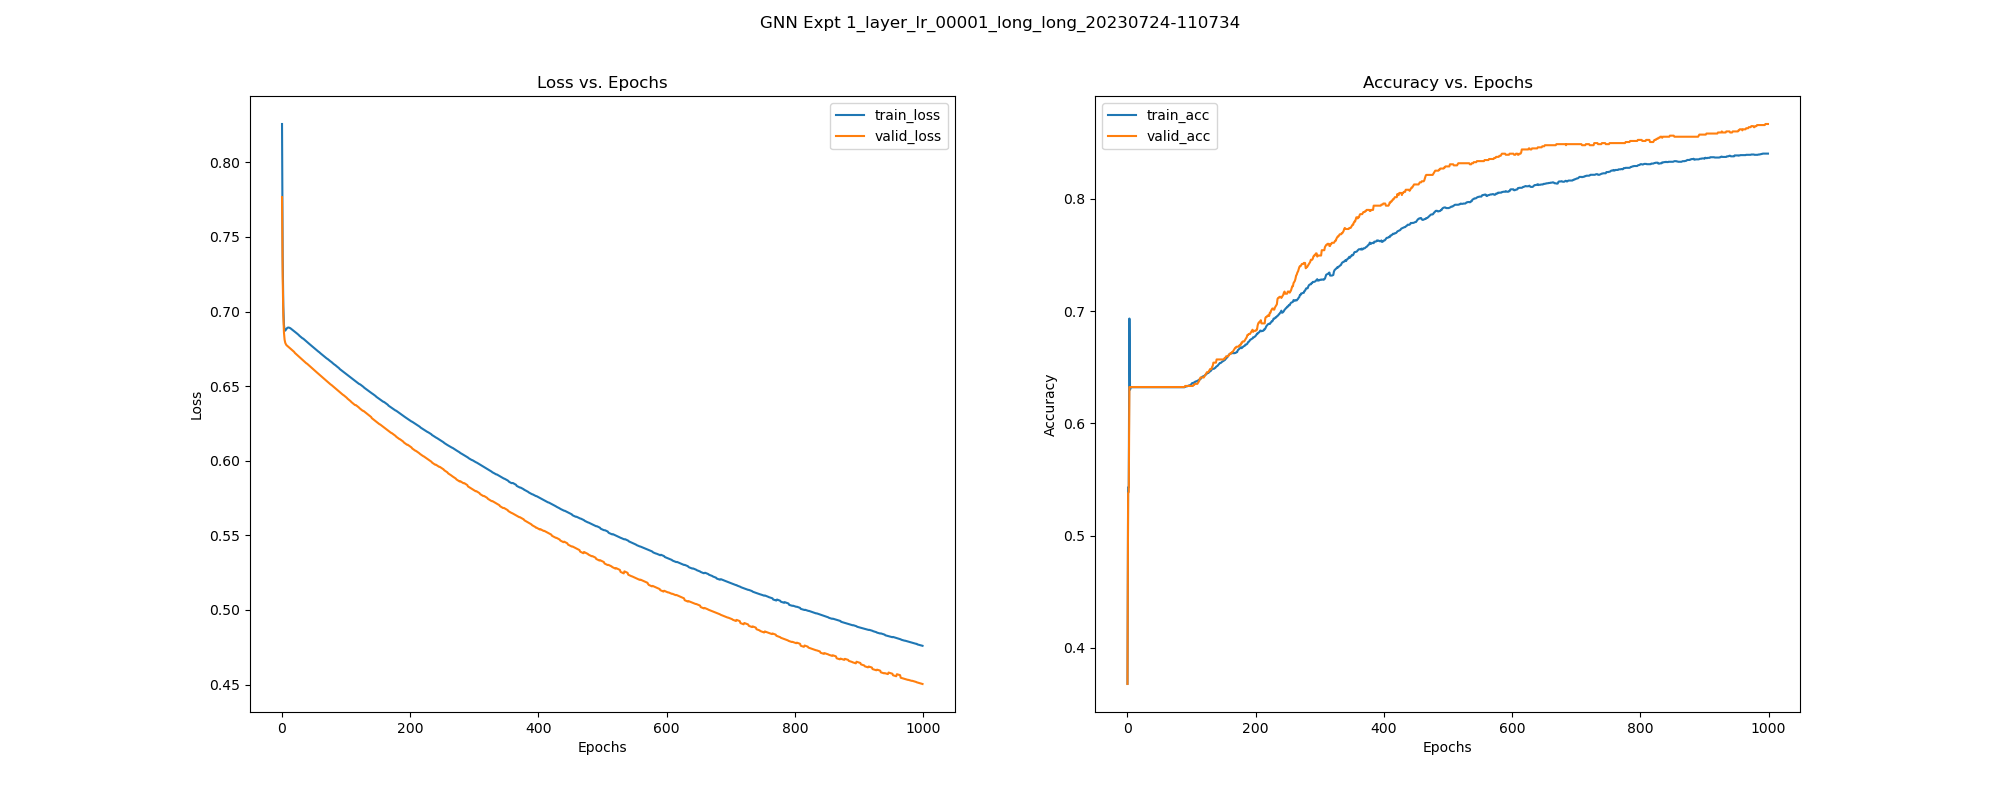 GNN Expt 1_layer_lr_00001_long_long_20230724-110734
Loss vs. Epochs
train_loss
valid_loss
0.80
0.75
0.70
0.65
0.60
0.55
0.50
0.45
Loss
0 200 400 600 800 1000
Epochs
Accuracy vs. Epochs
train_acc
valid_acc
0.8
0.7
0.6
0.5
0.4
Accuracy
0 200 400 600 800 1000
Epochs